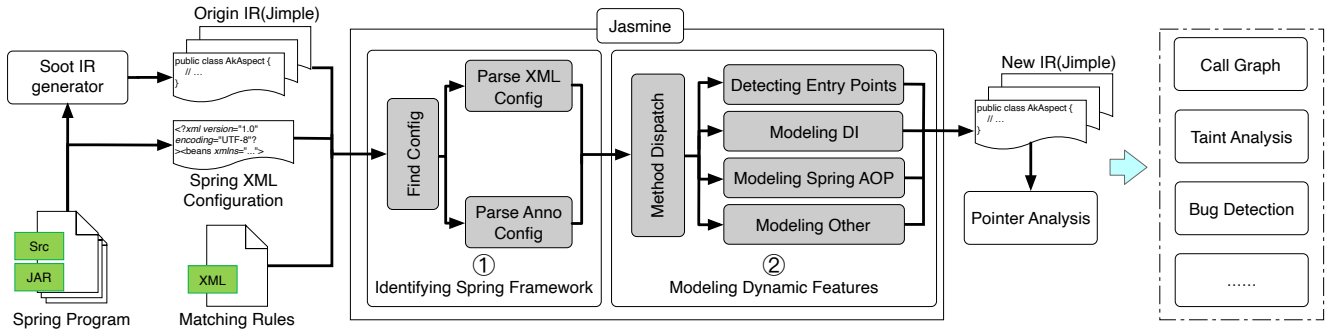 Origin IR(Jimple)
Jasmine
Soot IR
generator
public class AkAspect {
// ...
}
Parse XML
Config
Detecting Entry Points
New IR(Jimple)
public class AkAspect {
// ...
}
Call Graph
<?xml version="1.0"
encoding="UTF-8"?
><beans xmlns="...">
Spring XML
Configuration
Find Config
Method Dispatch
Modeling DI
Modeling Spring AOP
Taint Analysis
Parse Anno
Config
Modeling Other
Pointer Analysis
Bug Detection
Src
JAR
XML
①
Identifying Spring Framework
②
Modeling Dynamic Features
......
Spring Program
Matching Rules